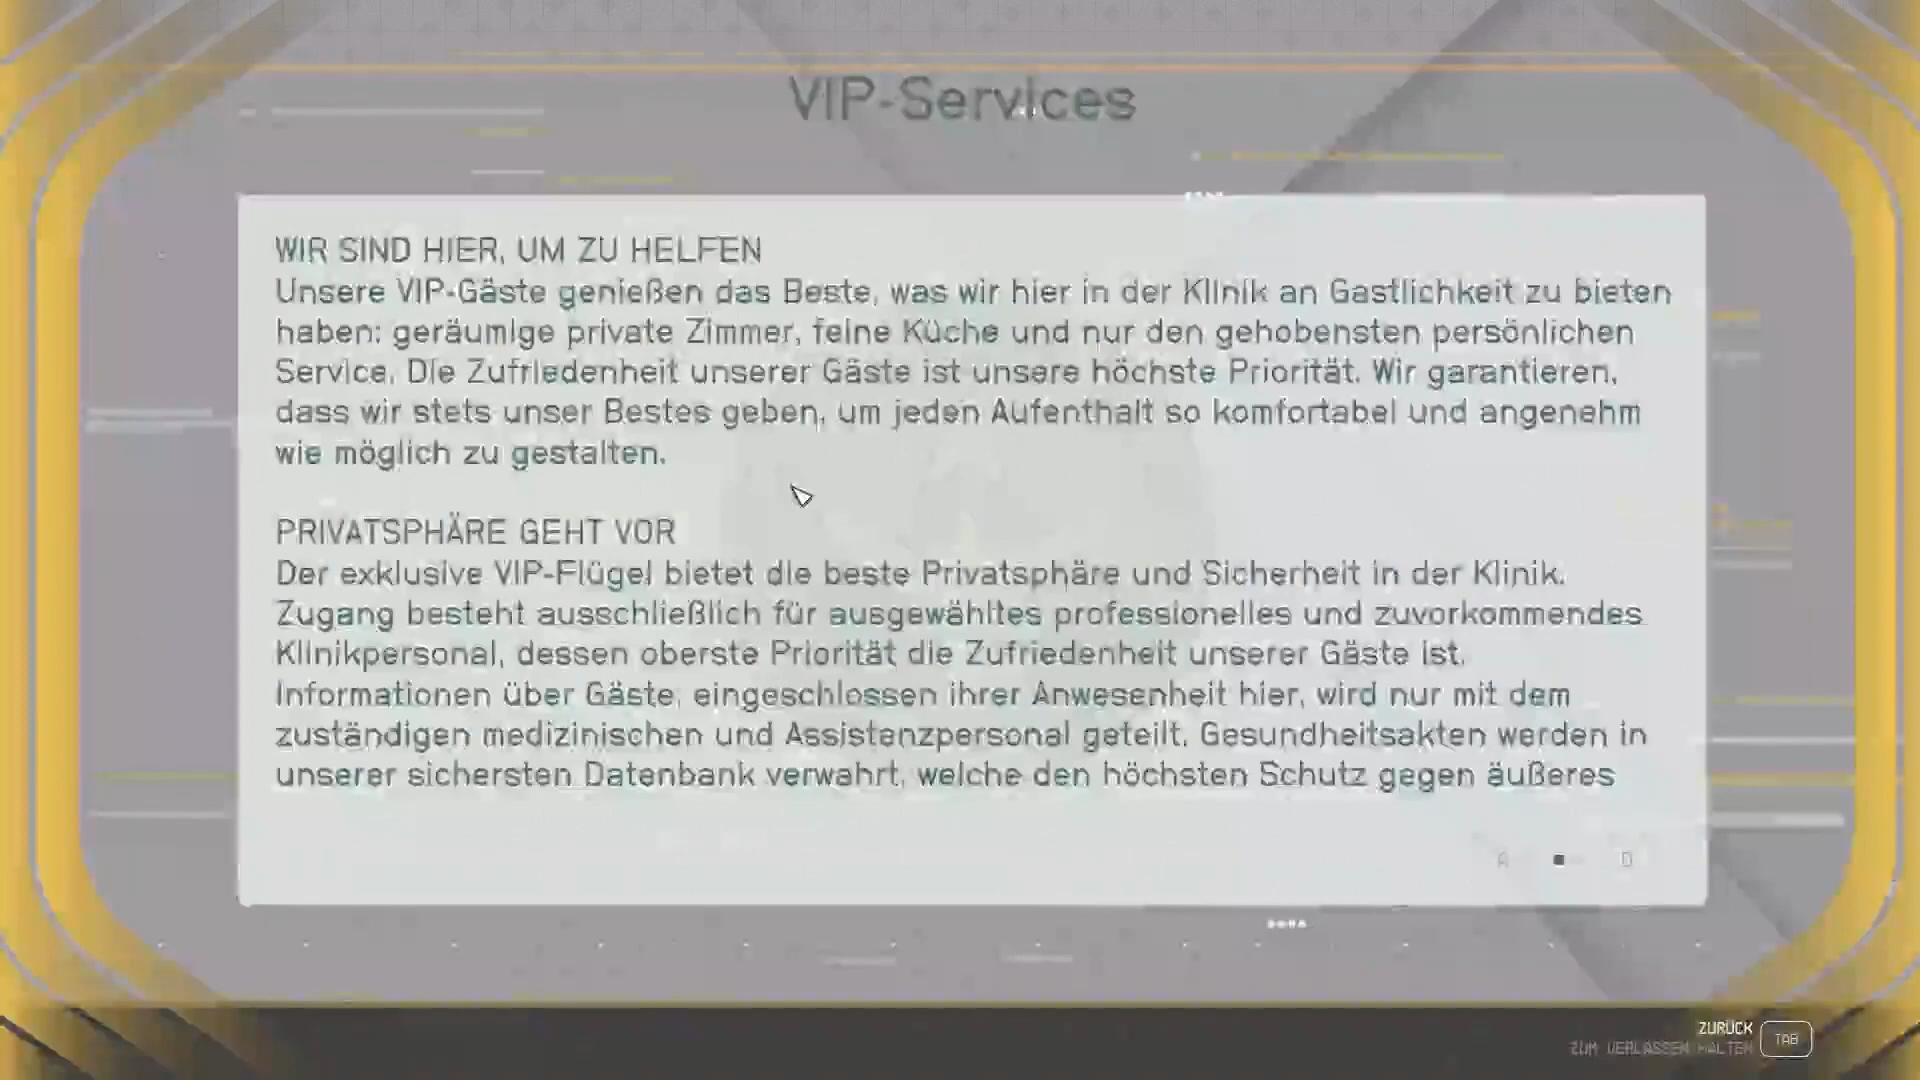 VIP-Services
WIR SIND HIER, UM ZU HELFEN
Unsere VIP-Gäste genießen das Beste, was wir hier in der Klinik an Gastlichkeit zu bieten
haben: geräumige private Zimmer, feine Küche und nur den gehobensten persönlichen
Service. Die Zufriedenheit unserer Gäste ist unsere höchste Priorität. Wir garantieren,
dass wir stets unser Bestes geben, um jeden Aufenthalt so komfortabel und angenehm
wie möglich zu gestalten.
PRIVATSPHÄRE GEHT VOR
Der exklusive VIP-Flügel bietet die beste Privatsphäre und Sicherheit in der Klinik.
Zugang besteht ausschließlich für ausgewähltes professionelles und zuvorkommendes
Klinikpersonal, dessen oberste Priorität die Zufriedenheit unserer Gäste ist.
Informationen über Gäste, eingeschlossen ihrer Anwesenheit hier, wird nur mit dem
zuständigen medizinischen und Assistenzpersonal geteilt. Gesundheitsakten werden in
unserer sichersten Datenbank verwahrt, welche den höchsten Schutz gegen äußeres
A D
ZURÜCK TAB
ZUM VERLASSEN HALTEN